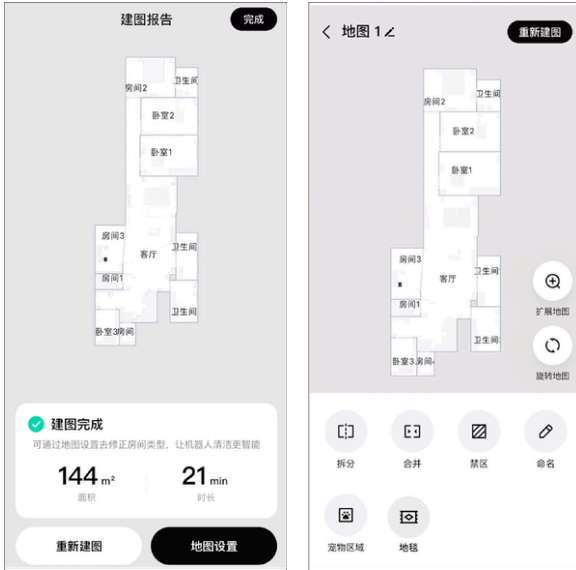 建图报告
完成
房间2
卫生间
卧室2
卧室1
房间3
客厅
卫生间
房间1
卫生间
卧室3
房间
建图完成
可通过地图设置去修正房间类型，让机器人清洁更智能
144 m²
21 min
面积
时长
重新建图
地图设置
地图 1
重新建图
房间2
卫生间
卧室2
卧室1
房间3
客厅
卫生间
房间1
卫生间
卧室3
房间
扩展地图
旋转地图
拆分
合并
禁区
命名
宠物区域
地毯